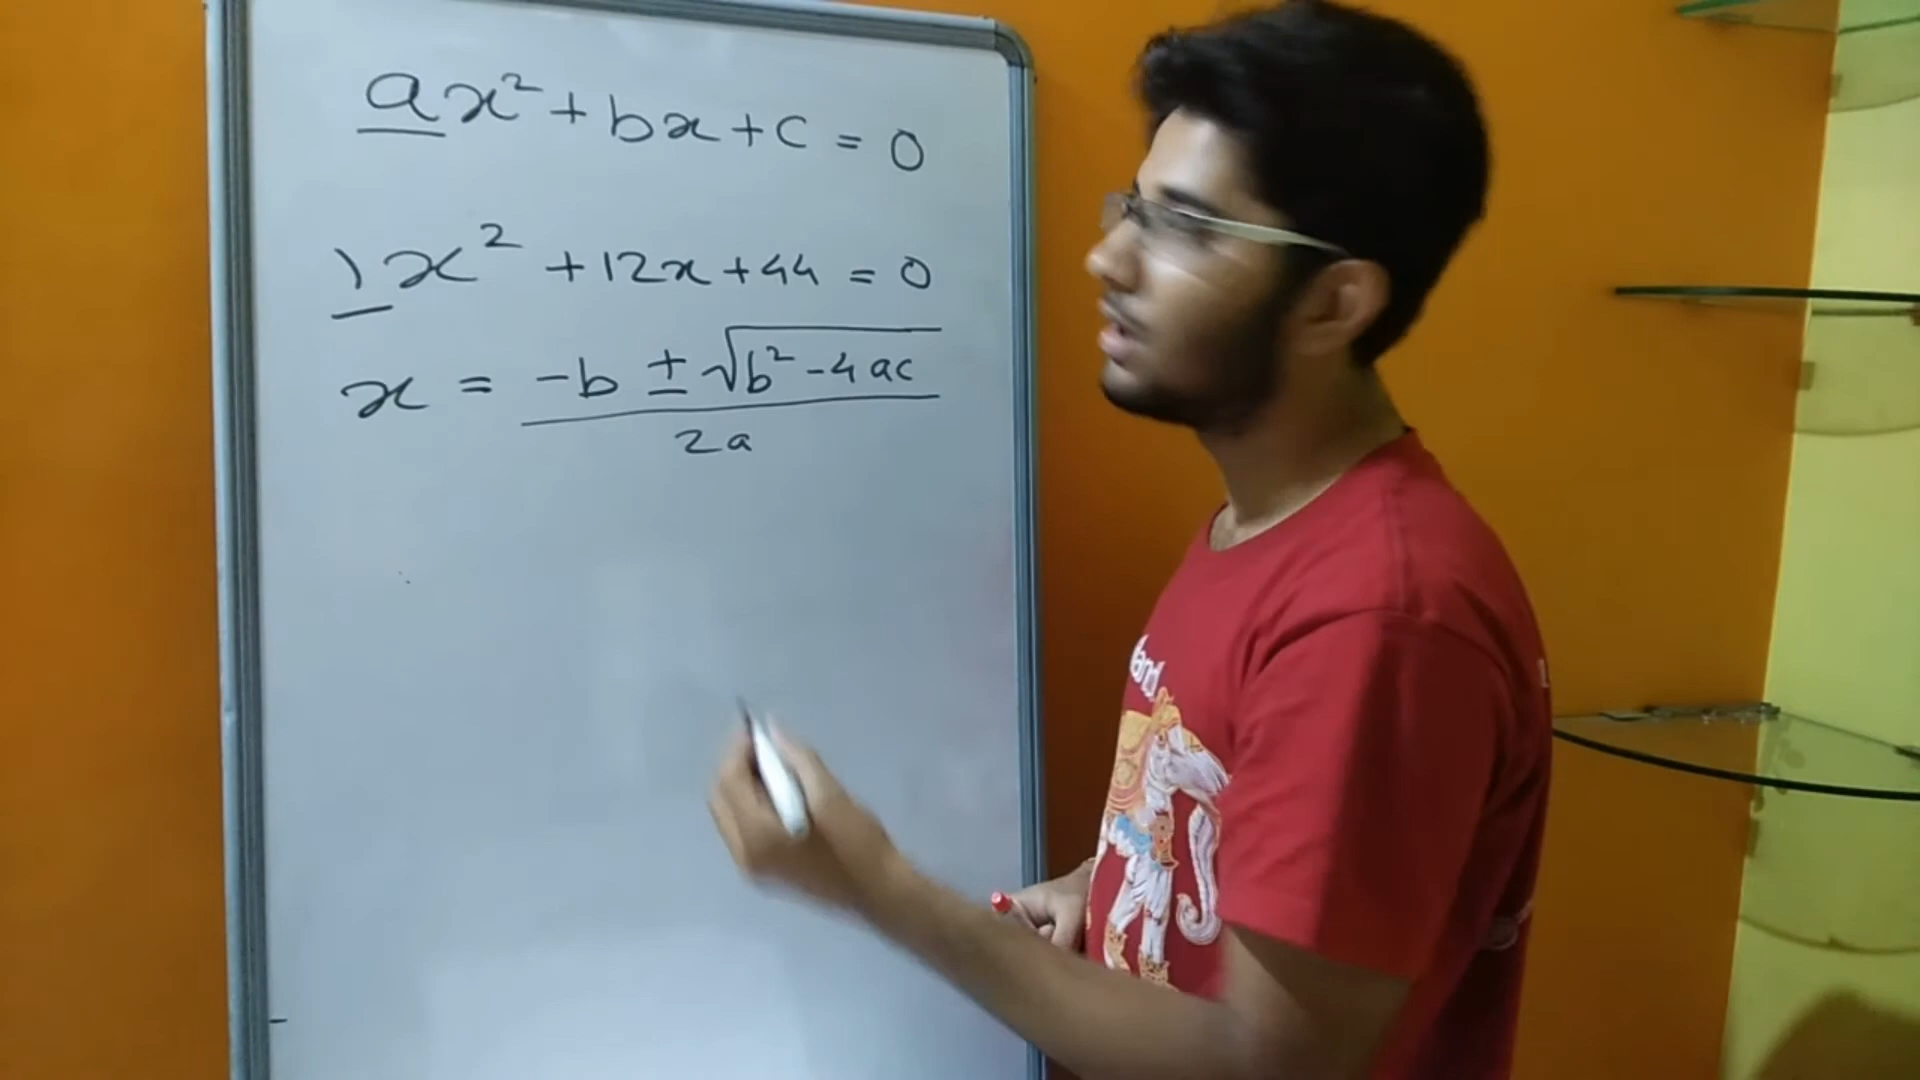 ax² + bx + c = 0
1x² + 12x + 44 = 0
x = -b ± √b² - 4ac
2a